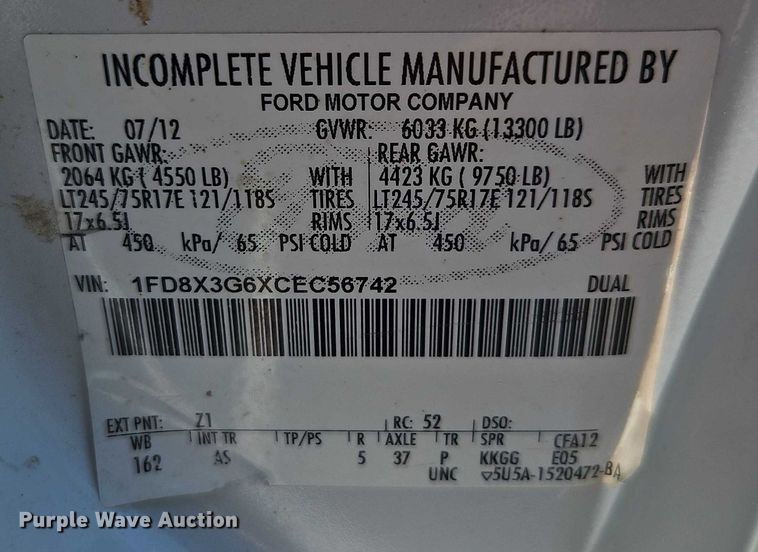 INCOMPLETE VEHICLE MANUFACTURED BY
FORD MOTOR COMPANY
DATE: 07/12 GVWR: 6033 KG (13300 LB)
FRONT GAWR: REAR GAWR:
2064 KG ( 4550 LB) WITH 4423 KG ( 9750 LB) WITH
LT245/75R17E 121/118S TIRES LT245/75R17E 121/118S TIRES
17x6.5J RIMS 17x6.5J RIMS
AT 450 kPa/ 65 PSI COLD AT 450 kPa/ 65 PSI COLD
VIN: 1FD8X3G6XCEC56742 DUAL
EXT PNT: Z1 RC: 52 DSO:
WB INT TR TP/PS R AXLE TR SPR CFA12
162 AS 5 37 P KKGG E05
UNC ▽5U5A-1520472-BA
Purple Wave Auction